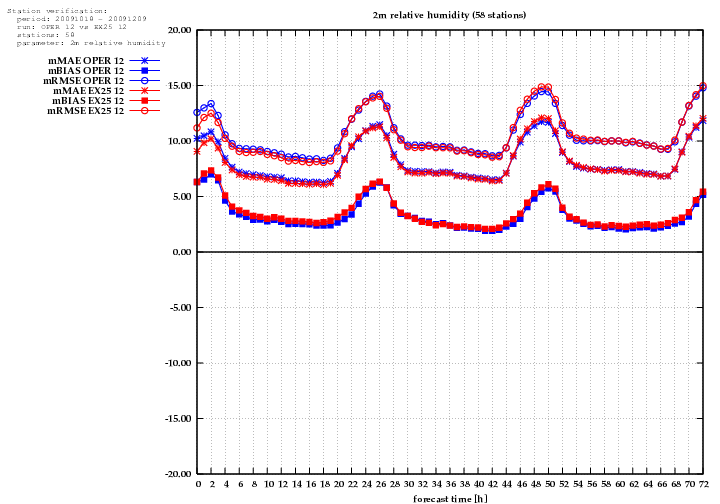 Station verification:
period: 20091010 - 20091209
run: OPER 12 vs EX25 12
stations: 58
parameter: 2m relative humidity
2m relative humidity (58 stations)
mMAE OPER 12
mBIAS OPER 12
mRMSE OPER 12
mMAE EX25 12
mBIAS EX25 12
mRMSE EX25 12
20.00
15.00
10.00
5.00
0.00
-5.00
-10.00
-15.00
-20.00
0 2 4 6 8 10 12 14 16 18 20 22 24 26 28 30 32 34 36 38 40 42 44 46 48 50 52 54 56 58 60 62 64 66 68 70 72
forecast time [h]